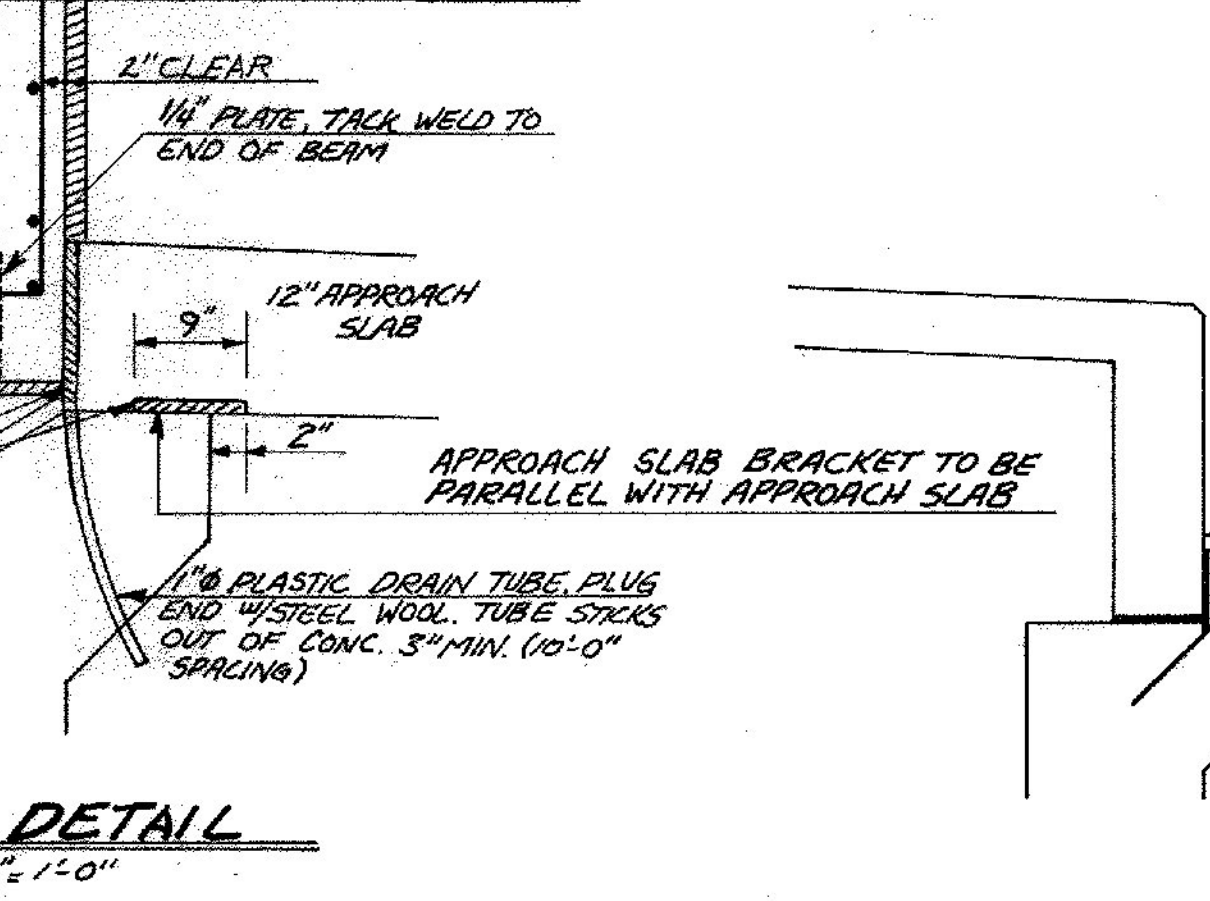 2" CLEAR
1/4" PLATE, TACK WELD TO
END OF BEAM
12" APPROACH
SLAB
9"
2"
APPROACH SLAB BRACKET TO BE
PARALLEL WITH APPROACH SLAB
1"Ø PLASTIC DRAIN TUBE, PLUG
END W/STEEL WOOL. TUBE STICKS
OUT OF CONC. 3" MIN. (10'-0"
SPACING)
DETAIL
"=1'-0"